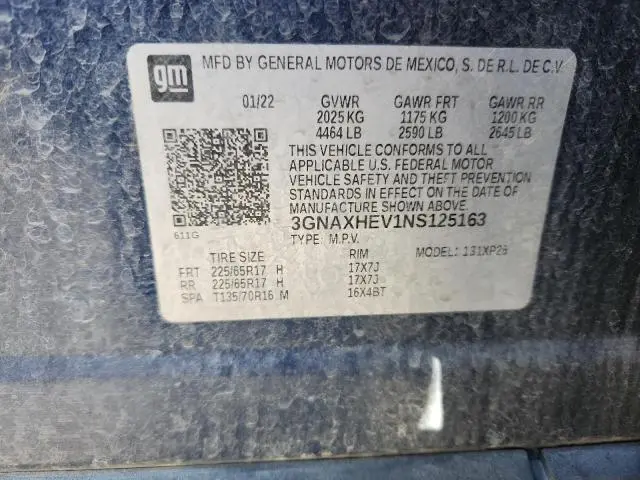 gm
MFD BY GENERAL MOTORS DE MEXICO, S. DE R.L. DE C.V.
01/22 GVWR GAWR FRT GAWR RR
2025 KG 1175 KG 1200 KG
4464 LB 2590 LB 2645 LB
THIS VEHICLE CONFORMS TO ALL
APPLICABLE U.S. FEDERAL MOTOR
VEHICLE SAFETY AND THEFT PREVENTION
STANDARDS IN EFFECT ON THE DATE OF
MANUFACTURE SHOWN ABOVE.
3GNAXHEV1NS125163
611G
TYPE: M.P.V.
TIRE SIZE RIM MODEL: 131XP26
FRT 225/65R17 H 17X7J
RR 225/65R17 H 17X7J
SPA T135/70R16 M 16X4BT